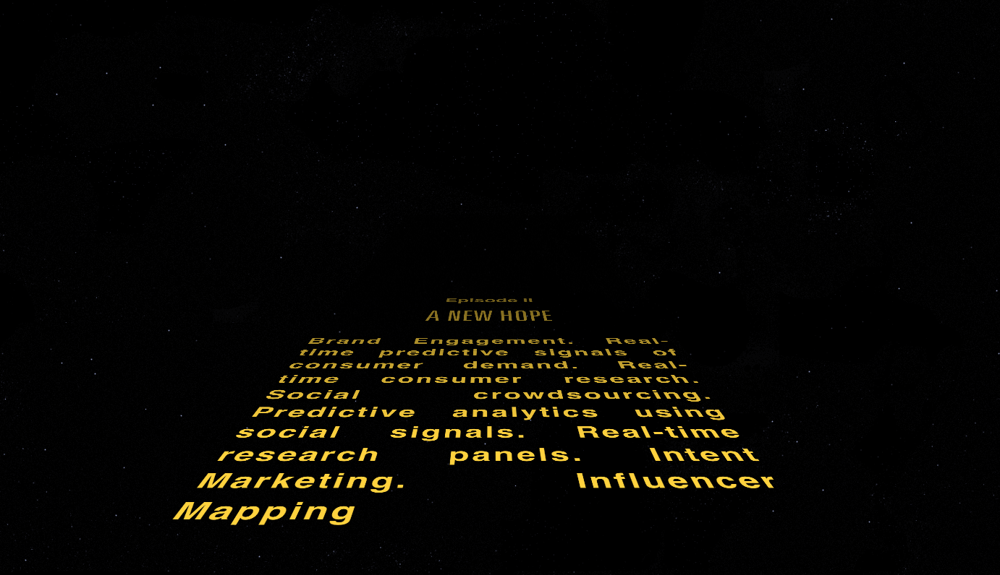 Episode II
A NEW HOPE
Brand Engagement. Real-
time predictive signals of
consumer demand. Real-
time consumer research.
Social crowdsourcing.
Predictive analytics using
social signals. Real-time
research panels. Intent
Marketing. Influencer
Mapping